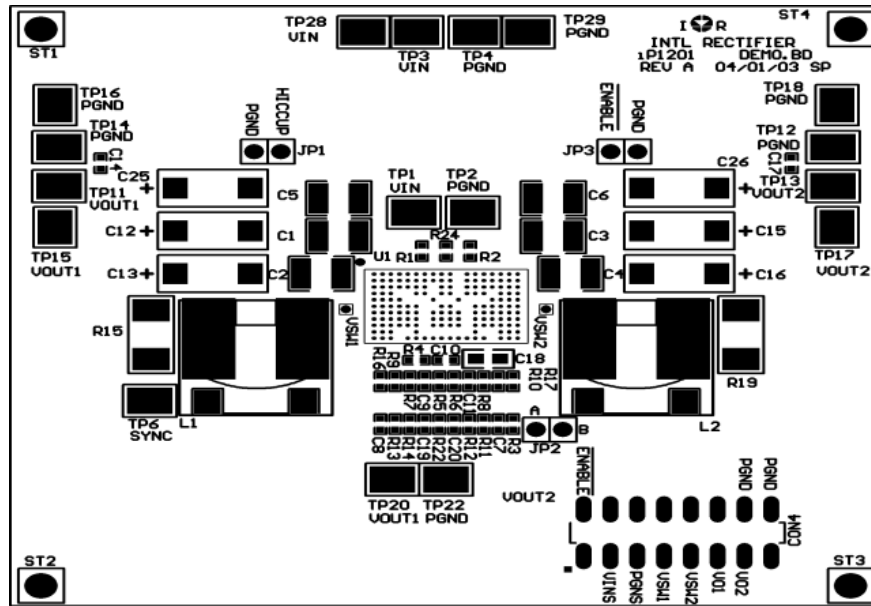 TP28
VIN
TP3
VIN
TP4
PGND
TP29
PGND
I R
INTL RECTIFIER
iP1201 DEMO.BD
REV A 04/01/03 SP
ST1
ST4
TP16
PGND
TP14
PGND
C14
TP11
VOUT1
TP15
VOUT1
PGND
HICCUP
JP1
ENABLE
PGND
JP3
TP18
PGND
TP12
PGND
C17
TP13
VOUT2
TP17
VOUT2
C25
C12
C13
C5
C1
C2
TP1
VIN
TP2
PGND
R24
R1
R2
U1
C6
C3
C4
C26
C15
C16
VSW1
VSW2
R15
TP6
SYNC
L1
R19
L2
R4
C10
C18
R16
R9
R10
R17
R7
C9
R5
R6
C11
R8
A
B
JP2
C8
R13
R14
C19
R22
C20
R12
R11
C7
R3
TP20
VOUT1
TP22
PGND
VOUT2
ENABLE
PGND
PGND
CON4
VINS
PGNS
VSW1
VSW2
VO1
VO2
ST2
ST3